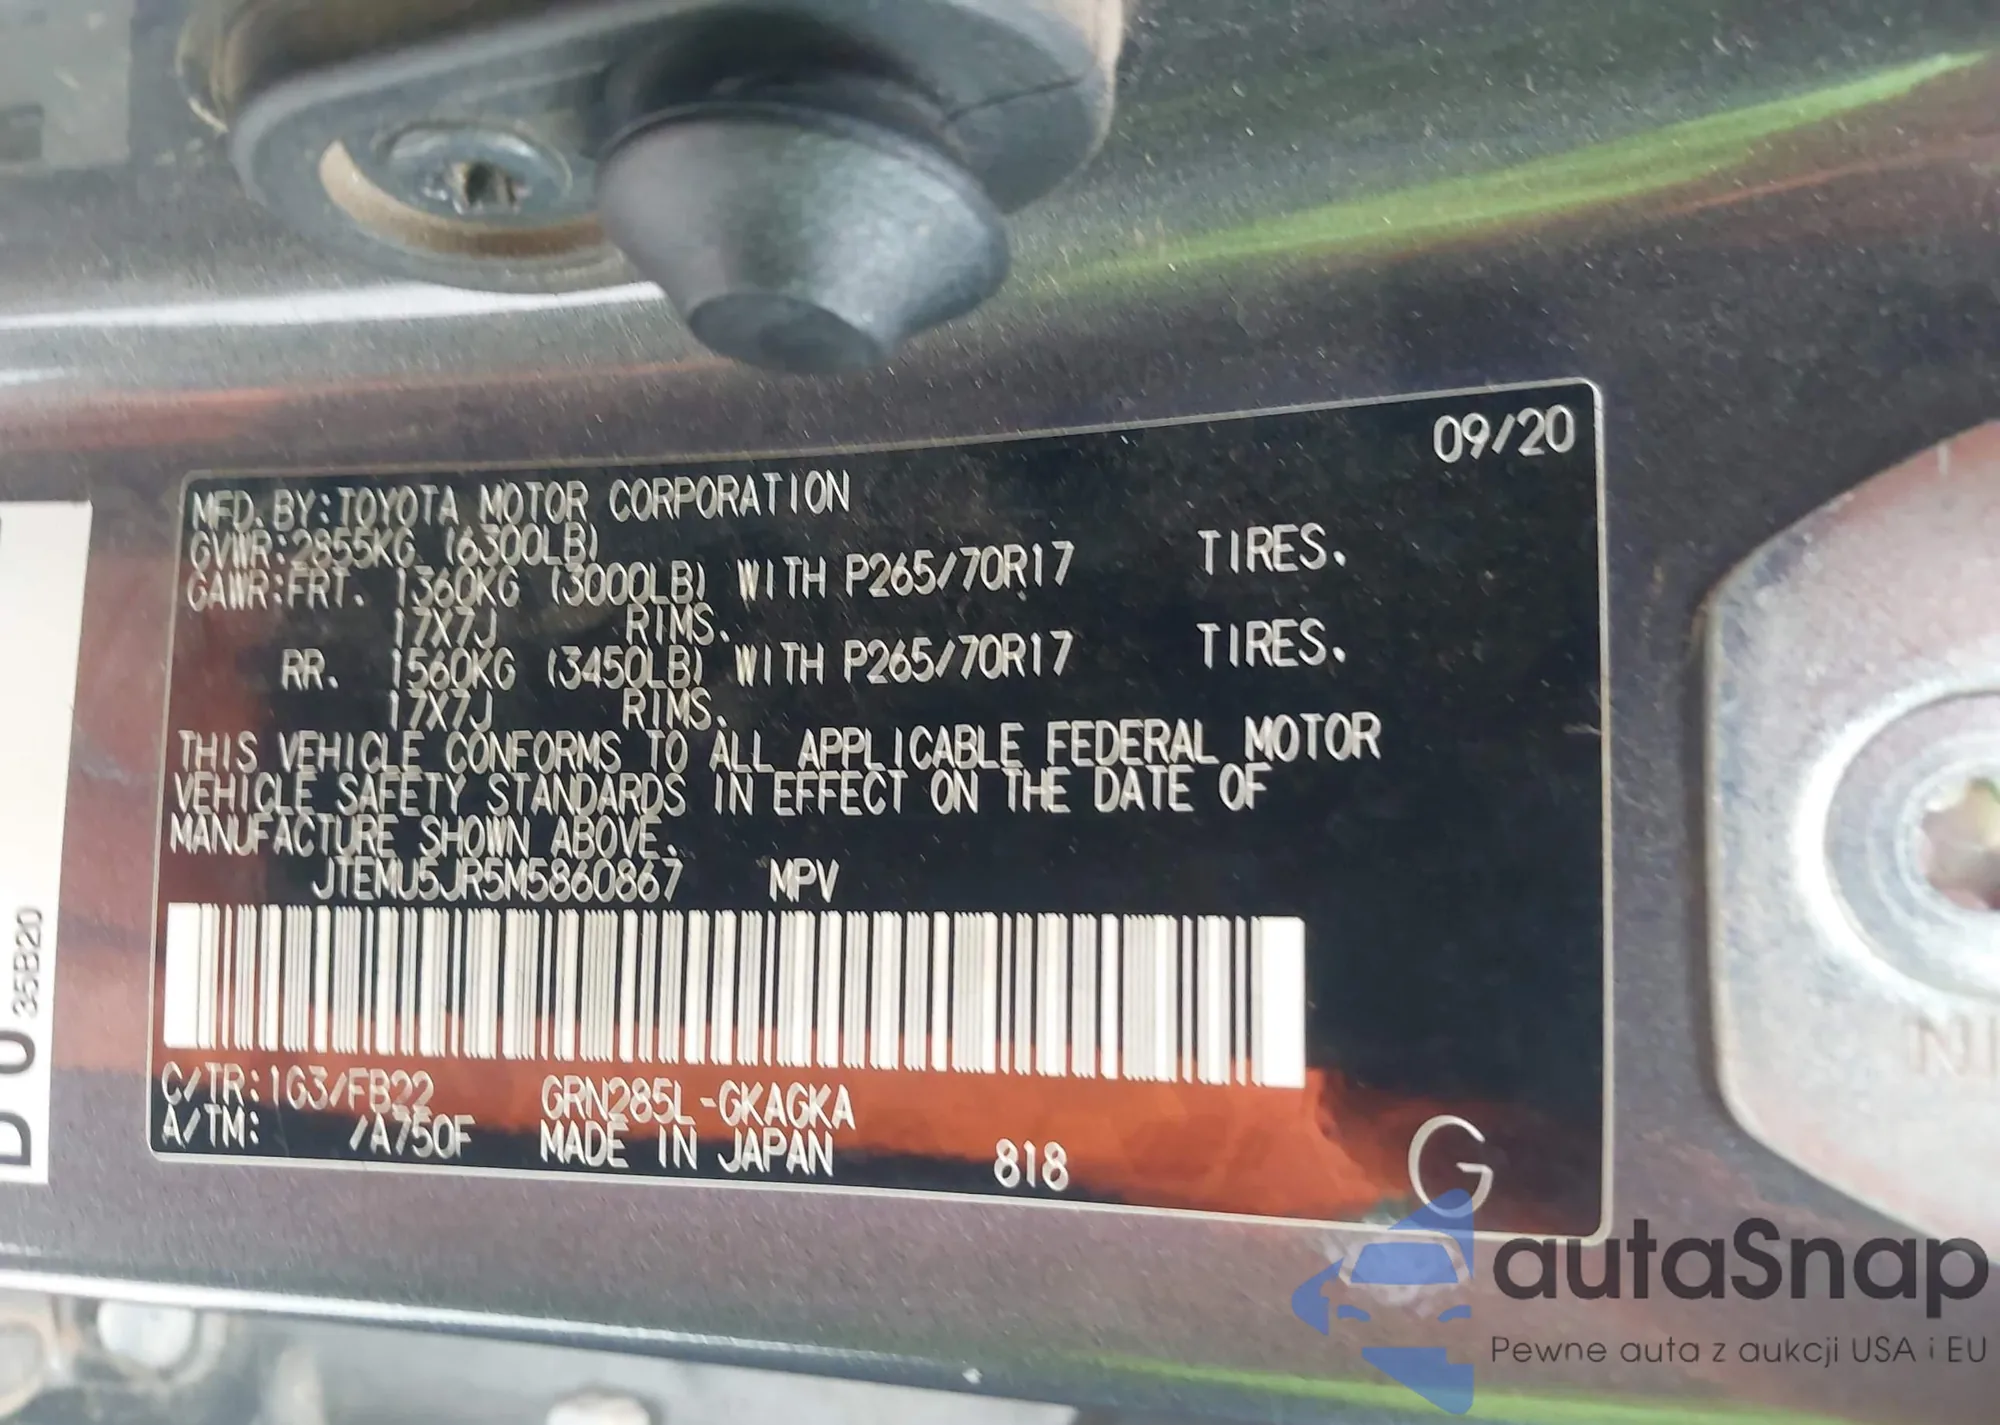 09/20
MFD. BY: TOYOTA MOTOR CORPORATION
GVWR: 2855KG (6300LB)
GAWR: FRT. 1360KG (3000LB) WITH P265/70R17 TIRES.
17X7J RIMS.
RR. 1560KG (3450LB) WITH P265/70R17 TIRES.
17X7J RIMS.
THIS VEHICLE CONFORMS TO ALL APPLICABLE FEDERAL MOTOR
VEHICLE SAFETY STANDARDS IN EFFECT ON THE DATE OF
MANUFACTURE SHOWN ABOVE.
JTEMU5JR5M5860867 MPV
C/TR: 1G3/FB22 GRN285L-GKAGKA
A/TM: /A750F MADE IN JAPAN 818
G
35B20
autaSnap
Pewne auta z aukcji USA i EU